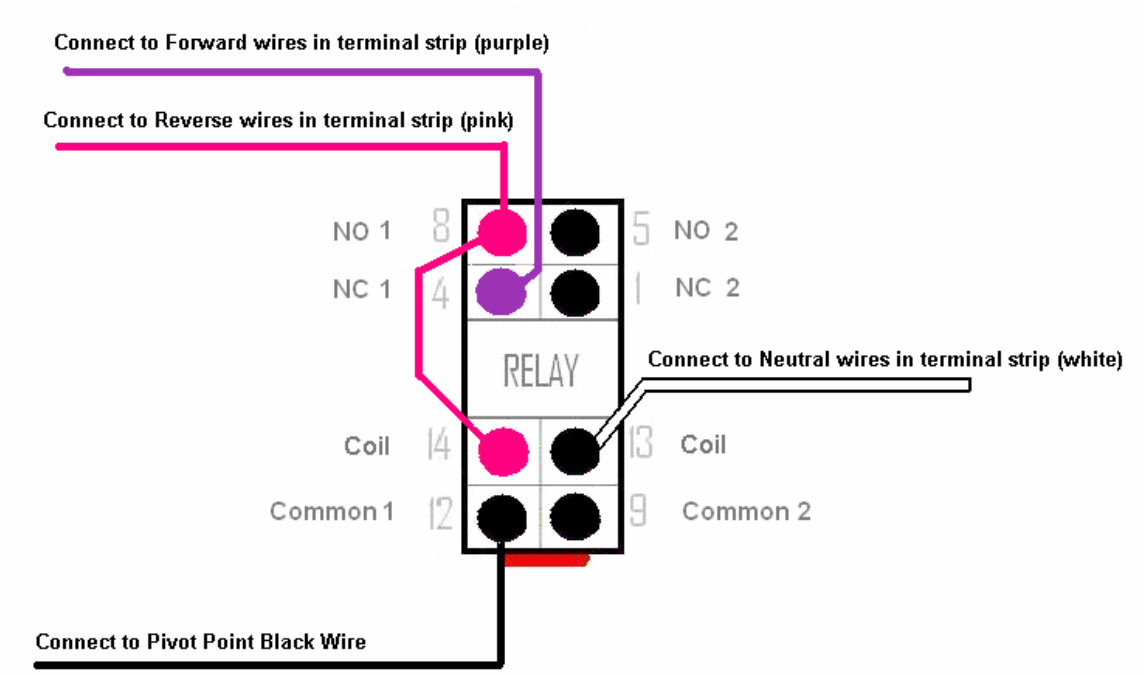 Connect to Forward wires in terminal strip (purple)
Connect to Reverse wires in terminal strip (pink)
NO 1 8 5 NO 2
NC 1 4 1 NC 2
RELAY
Connect to Neutral wires in terminal strip (white)
Coil 14 13 Coil
Common 1 12 9 Common 2
Connect to Pivot Point Black Wire